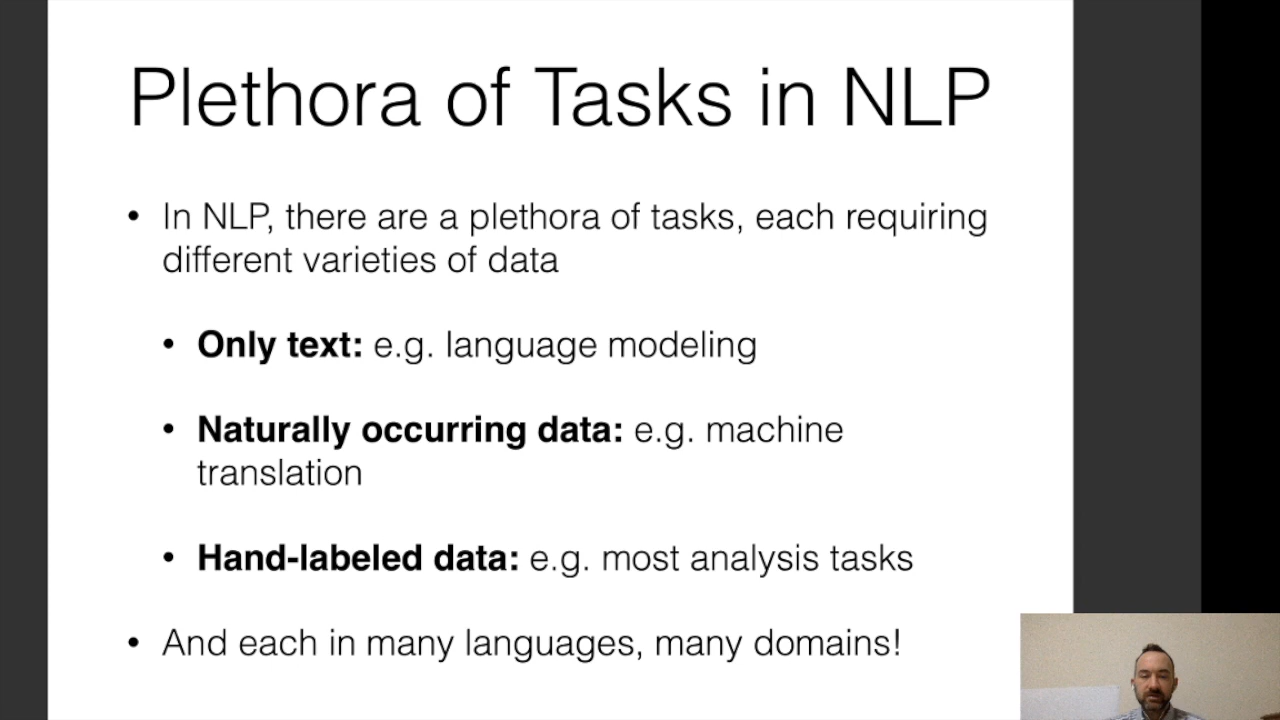 Plethora of Tasks in NLP
• In NLP, there are a plethora of tasks, each requiring
different varieties of data
• Only text: e.g. language modeling
• Naturally occurring data: e.g. machine
translation
• Hand-labeled data: e.g. most analysis tasks
• And each in many languages, many domains!